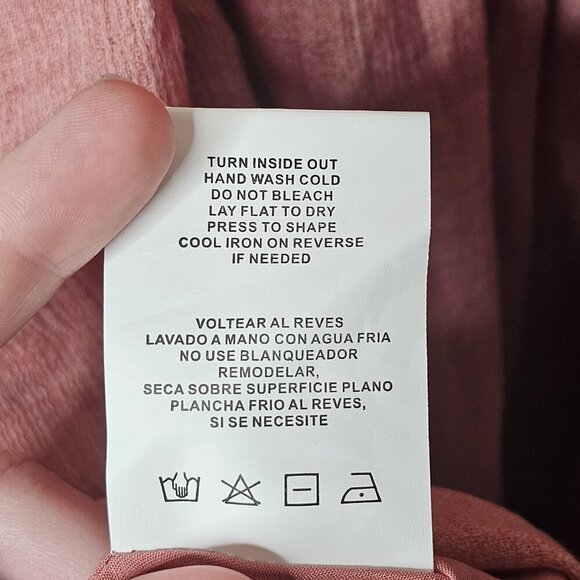 TURN INSIDE OUT
HAND WASH COLD
DO NOT BLEACH
LAY FLAT TO DRY
PRESS TO SHAPE
COOL IRON ON REVERSE
IF NEEDED
VOLTEAR AL REVES
LAVADO A MANO CON AGUA FRIA
NO USE BLANQUEADOR
REMODELAR,
SECA SOBRE SUPERFICIE PLANO
PLANCHA FRIO AL REVES,
SI SE NECESITE